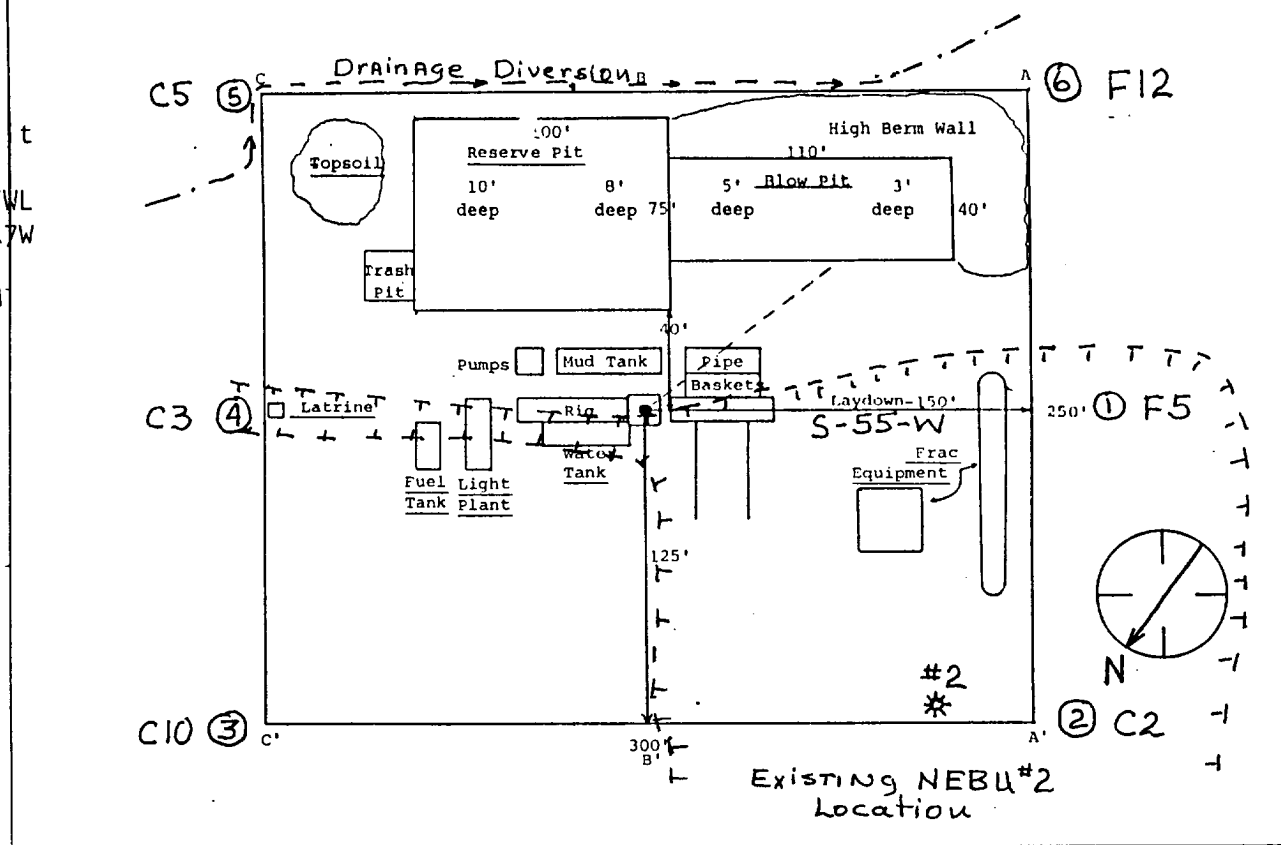 C Drainage Diversion B A
C5 ⑤ ⑥ F12
t
High Berm Wall
Reserve Pit
110'
Topsoil
Blow Pit
10' 8' 5' 3'
deep deep 75' deep deep 40'
Trash
Pit
40'
Pumps Mud Tank Pipe
Baskets
C3 ④ Latrine Rig Laydown-150' 250' ① F5
S-55-W
Water
Tank
Frac
Equipment
Fuel
Tank
Light
Plant
125'
N
#2
C10 ③ C' 300' B' A' ② C2
Existing NEBU #2
Location